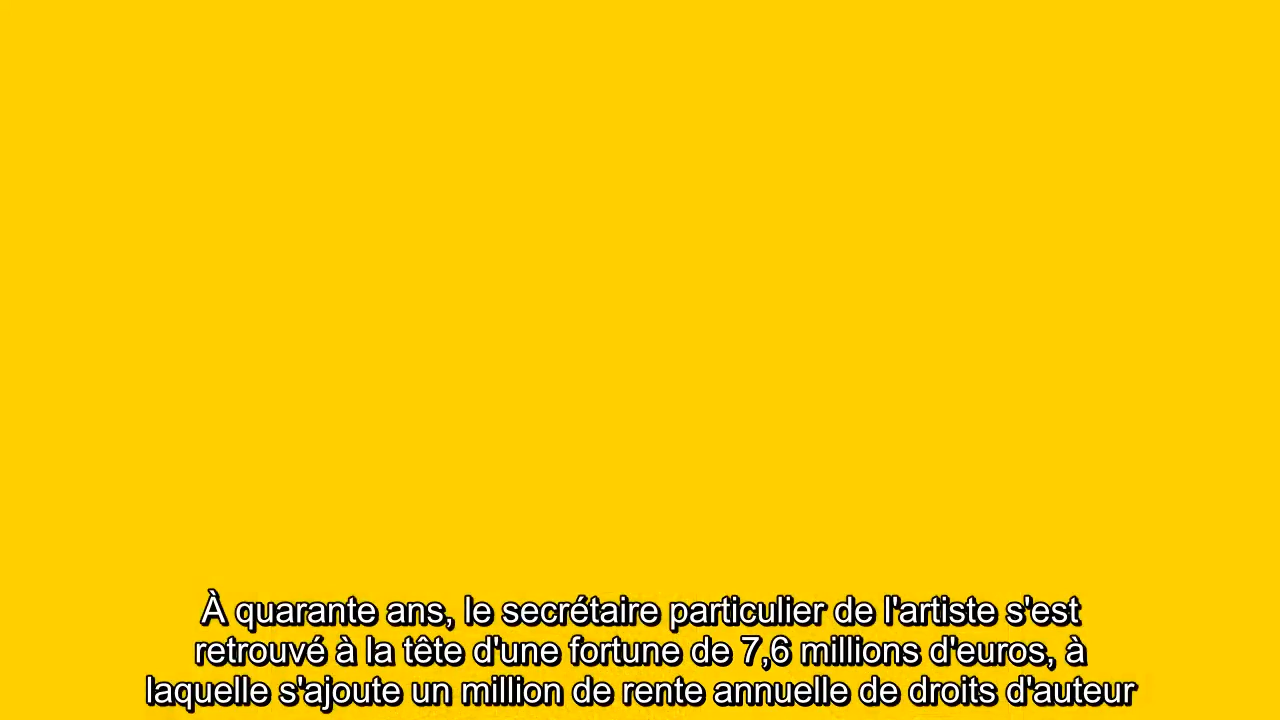 À quarante ans, le secrétaire particulier de l'artiste s'est
retrouvé à la tête d'une fortune de 7,6 millions d'euros, à
laquelle s'ajoute un million de rente annuelle de droits d'auteur